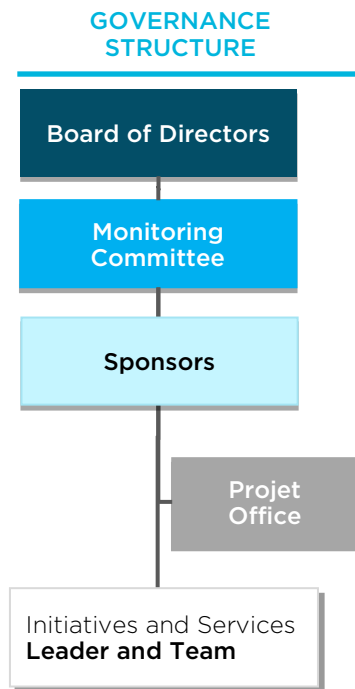 GOVERNANCE
STRUCTURE
Board of Directors
Monitoring
Committee
Sponsors
Projet
Office
Initiatives and Services
Leader and Team